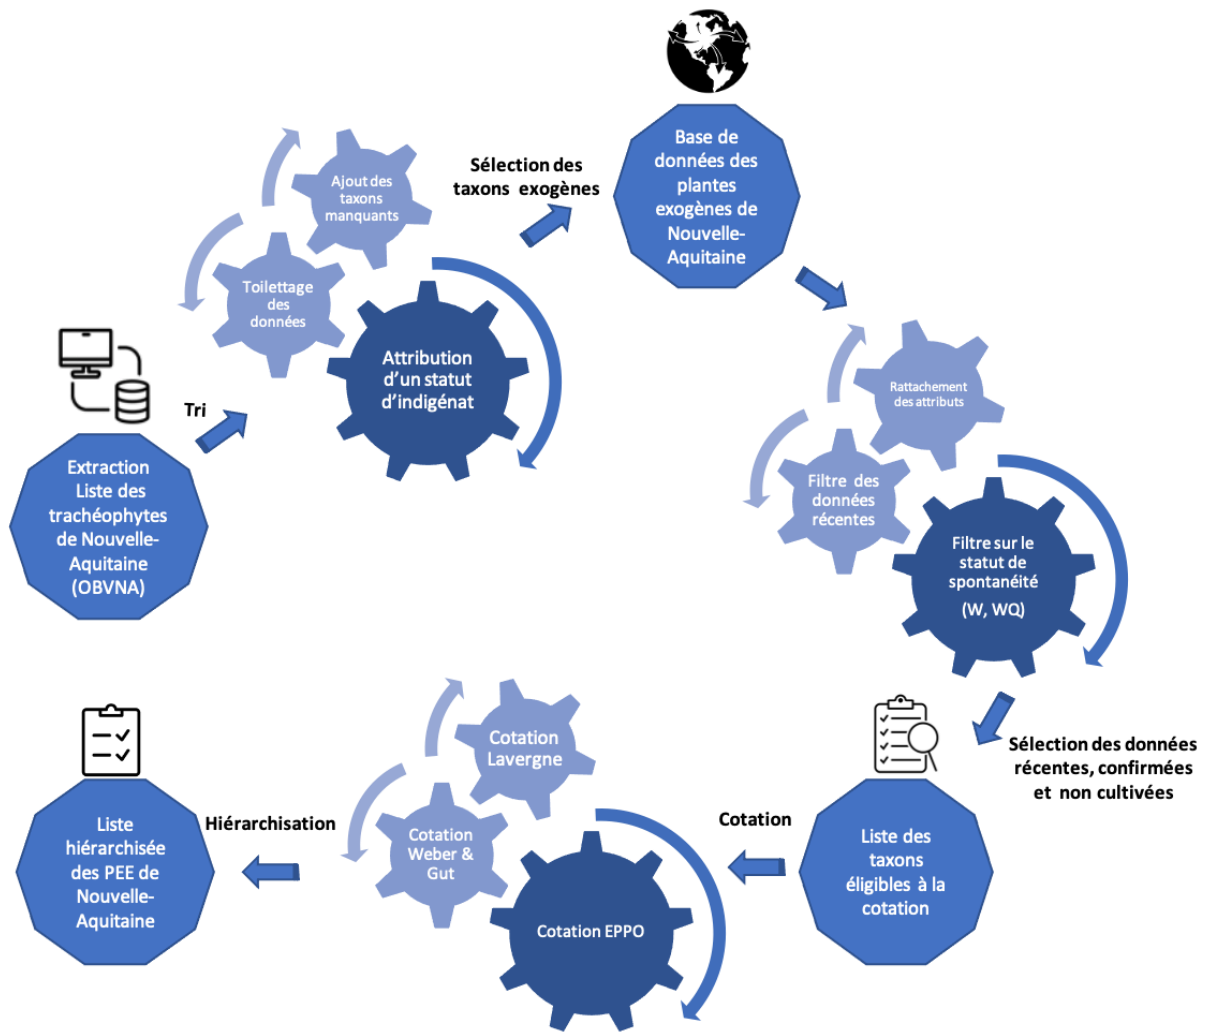 Extraction
Liste des
trachéophytes
de Nouvelle-
Aquitaine
(OBVNA)
Tri
Toilettage
des
données
Ajout des
taxons
manquants
Attribution
d'un statut
d'indigénat
Sélection des
taxons exogènes
Base de
données des
plantes
exogènes de
Nouvelle-
Aquitaine
Rattachement
des attributs
Filtre des
données
récentes
Filtre sur le
statut de
spontanéité
(W, WQ)
Sélection des données
récentes, confirmées
et non cultivées
Liste des
taxons
éligibles à la
cotation
Cotation
Cotation
Lavergne
Cotation
Weber &
Gut
Cotation EPPO
Hiérarchisation
Liste
hiérarchisée
des PEE de
Nouvelle-
Aquitaine